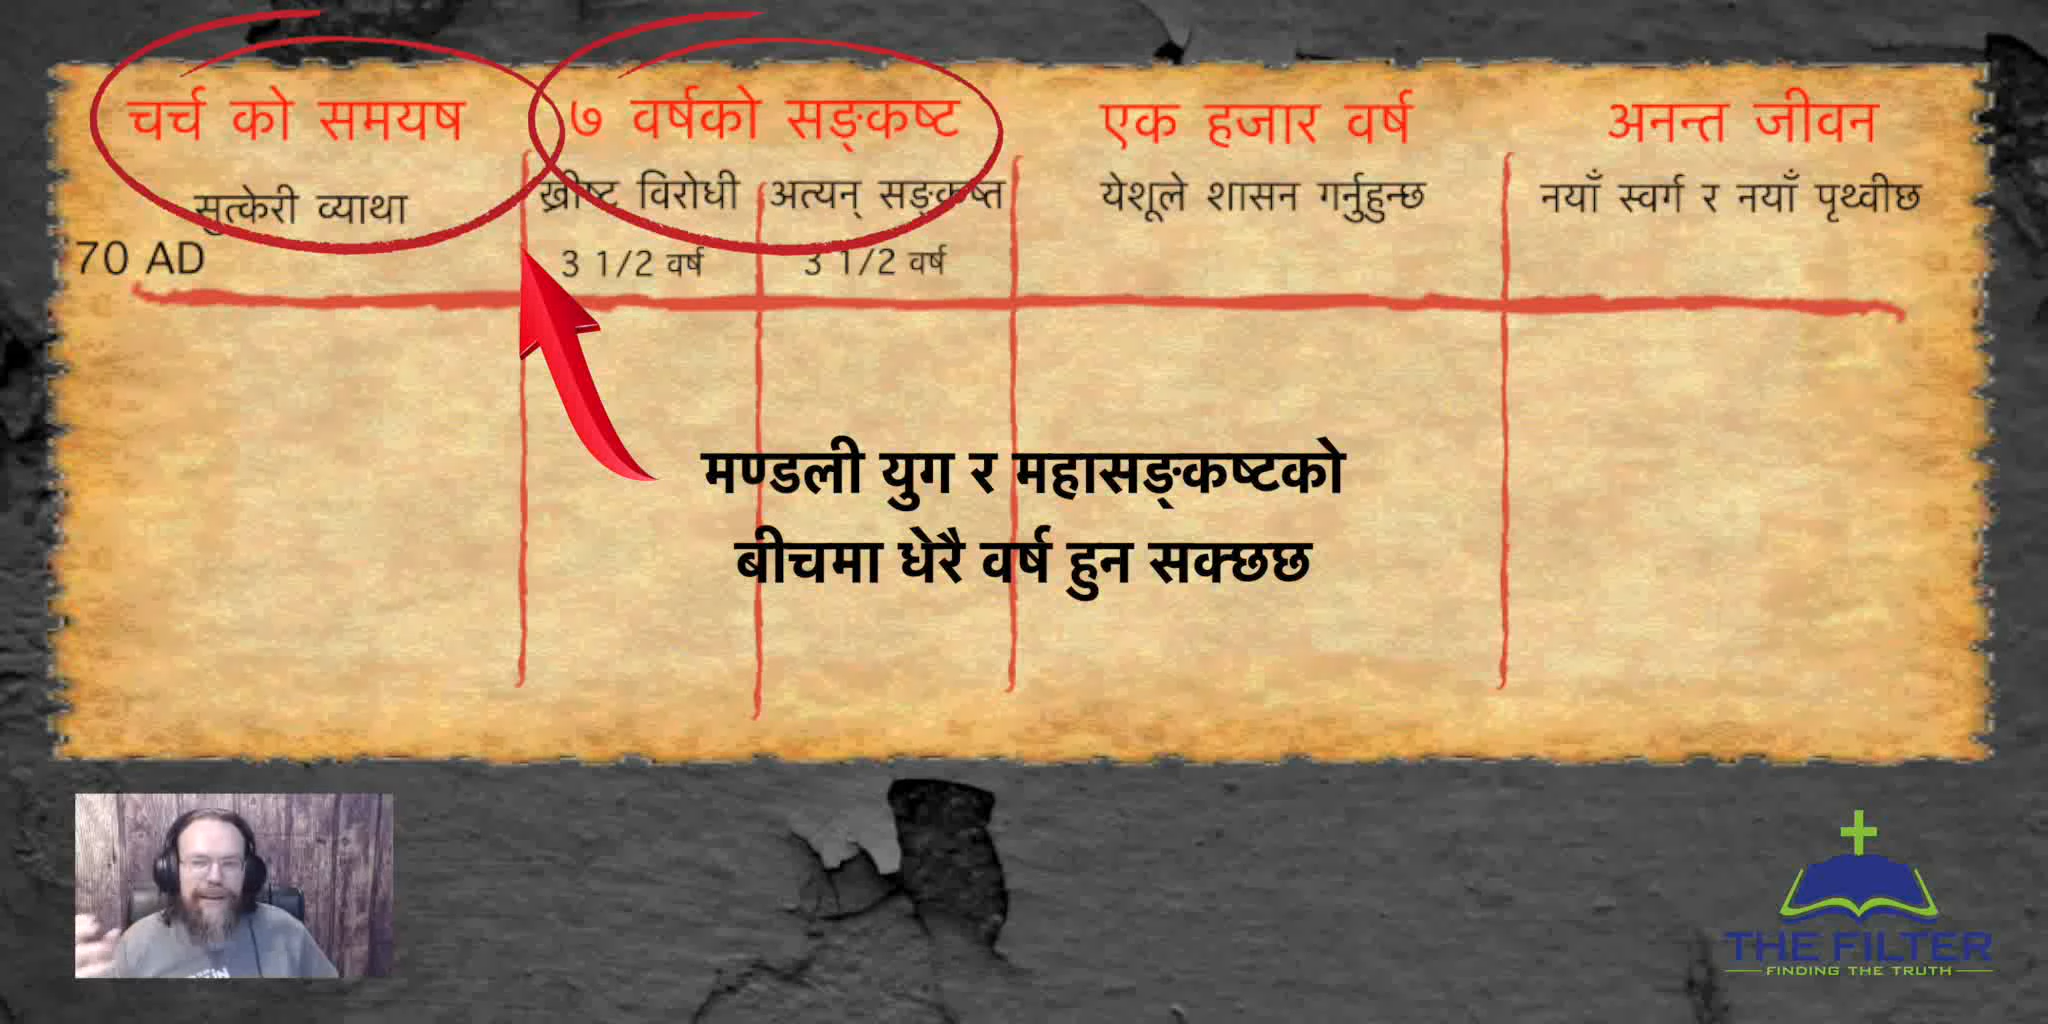 चर्च को समयष
७ वर्षको सङ्कष्ट
एक हजार वर्ष
अनन्त जीवन
सुत्केरी व्याथा
ख्रीष्ट विरोधी
अत्यन् सङ्कष्त
येशूले शासन गर्नुहुन्छ
नयाँ स्वर्ग र नयाँ पृथ्वीछ
70 AD
3 1/2 वर्ष
3 1/2 वर्ष
मण्डली युग र महासङ्कष्टको
बीचमा धेरै वर्ष हुन सक्छछ
THE FILTER
FINDING THE TRUTH